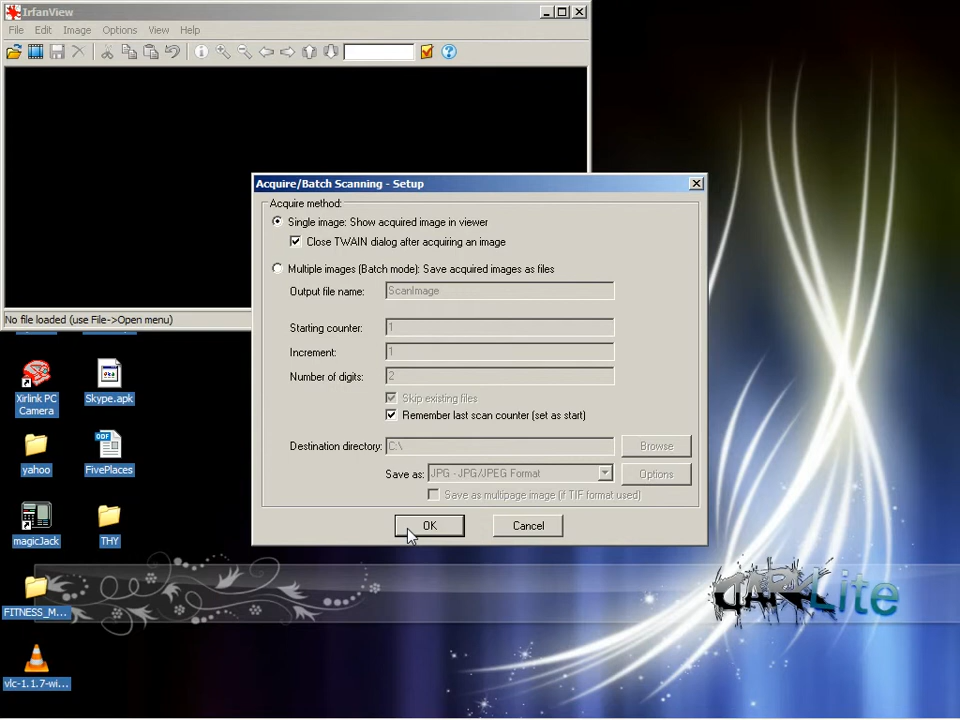 IrfanView
File Edit Image Options View Help
Acquire/Batch Scanning - Setup
Acquire method:
Single image: Show acquired image in viewer
Close TWAIN dialog after acquiring an image
Multiple images (Batch mode): Save acquired images as files
Output file name: ScanImage
Starting counter: 1
Increment: 1
Number of digits: 2
Skip existing files
Remember last scan counter (set as start)
Destination directory: C:\ Browse
Save as: JPG - JPG/JPEG Format Options
Save as multipage image (if TIF format used)
OK Cancel
No file loaded (use File->Open menu)
Xirlink PC
Camera
Skype.apk
yahoo
ODF
FivePlaces
magicJack
THY
FITNESS_M...
vlc-1.1.7-wi...
DARKLite